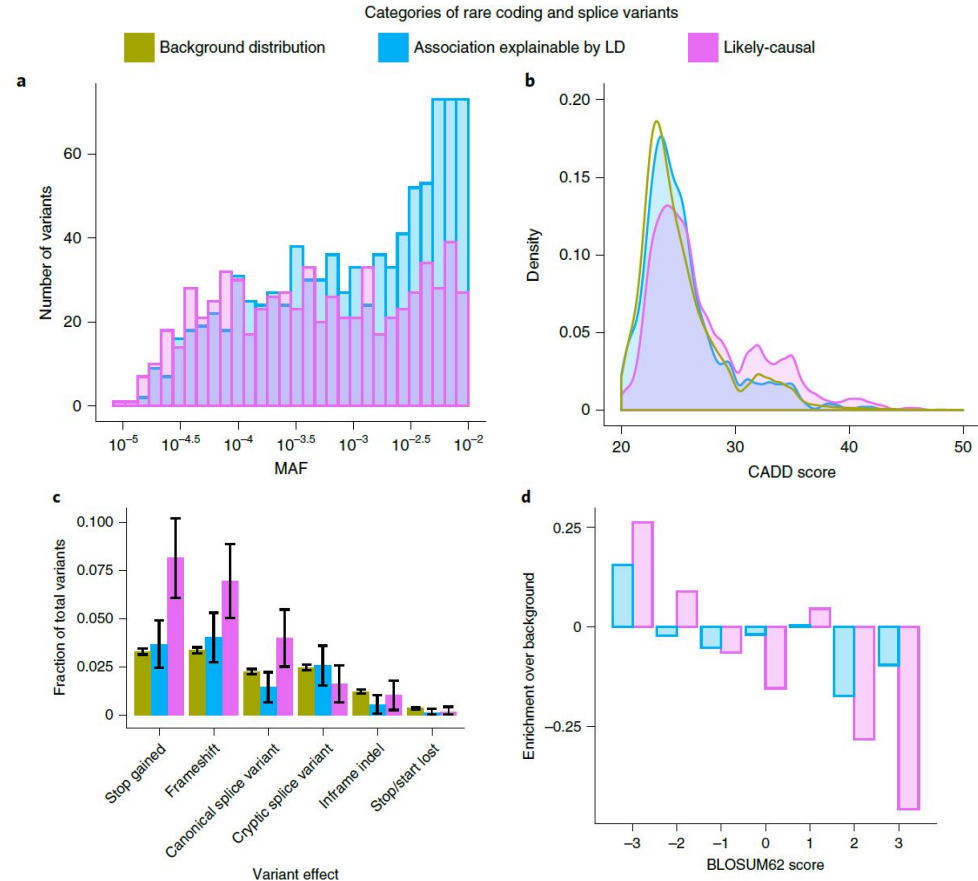 Categories of rare coding and splice variants
Background distribution
Association explainable by LD
Likely-causal
a
60
40
20
0
Number of variants
10⁻⁵
10⁻⁴·⁵
10⁻⁴
10⁻³·⁵
10⁻³
10⁻²·⁵
10⁻²
MAF
b
0.20
0.15
0.10
0.05
0
Density
20
30
40
50
CADD score
c
0.100
0.075
0.050
0.025
0
Fraction of total variants
Stop gained
Frameshift
Canonical splice variant
Cryptic splice variant
Inframe indel
Stop/start lost
Variant effect
d
0.25
0
−0.25
Enrichment over background
−3
−2
−1
0
1
2
3
BLOSUM62 score